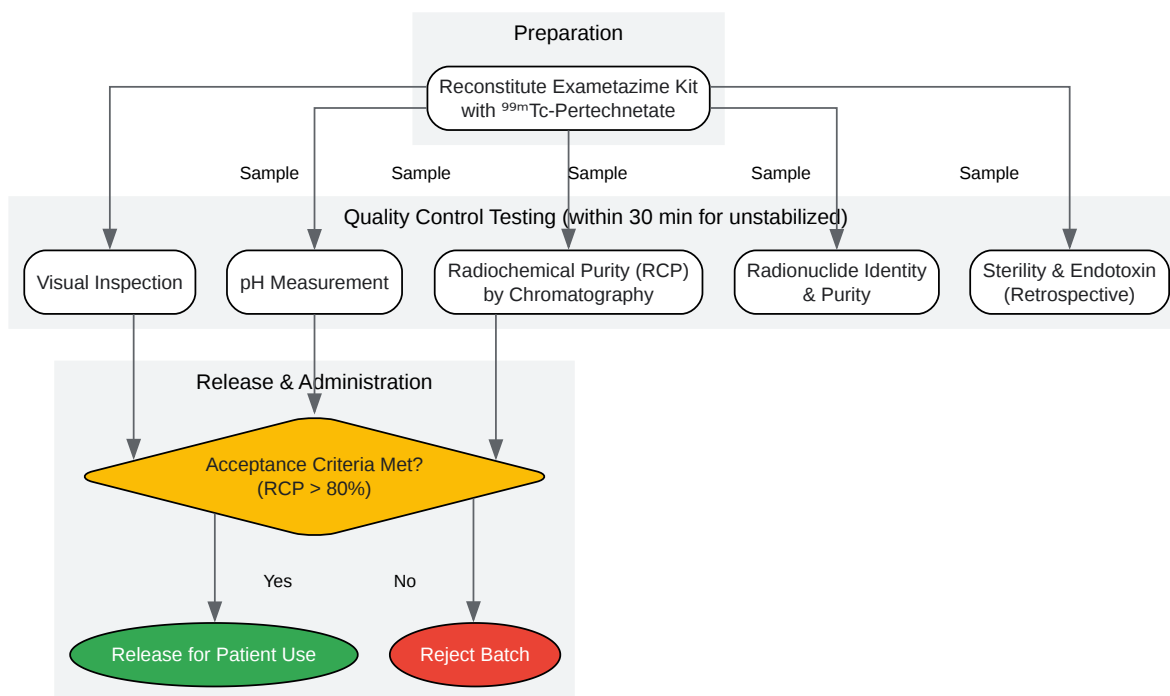 Preparation
Reconstitute Exametazime Kit
with ⁹⁹ᵐTc-Pertechnetate
Sample
Sample
Sample
Sample
Sample
Quality Control Testing (within 30 min for unstabilized)
Visual Inspection
pH Measurement
Radiochemical Purity (RCP)
by Chromatography
Radionuclide Identity
& Purity
Sterility & Endotoxin
(Retrospective)
Release & Administration
Acceptance Criteria Met?
(RCP > 80%)
Yes
No
Release for Patient Use
Reject Batch